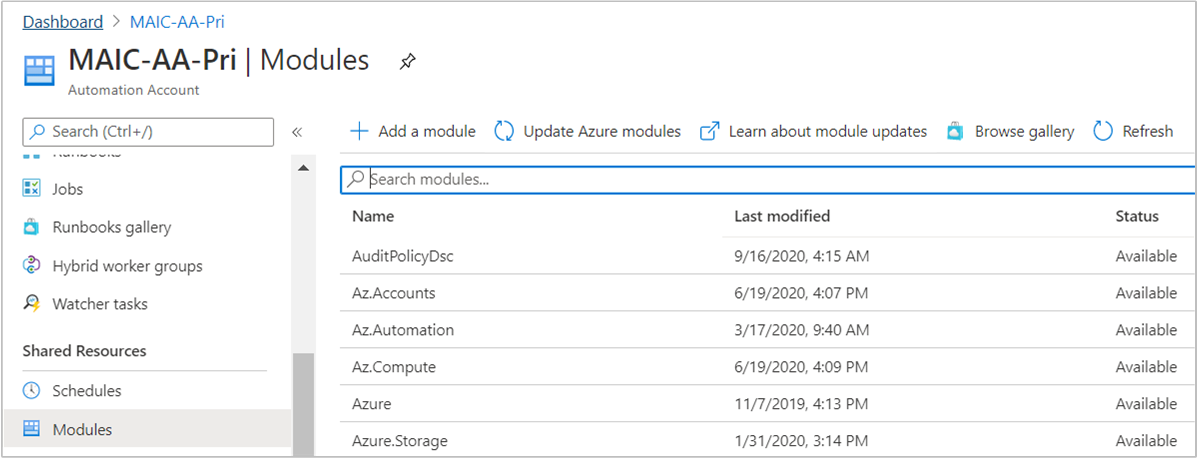 Dashboard > MAIC-AA-Pri
MAIC-AA-Pri | Modules
Automation Account
Search (Ctrl+/) «
+ Add a module Update Azure modules Learn about module updates Browse gallery Refresh
Runbooks
Jobs
Runbooks gallery
Hybrid worker groups
Watcher tasks
Shared Resources
Schedules
Modules
Search modules...
Name Last modified Status
AuditPolicyDsc 9/16/2020, 4:15 AM Available
Az.Accounts 6/19/2020, 4:07 PM Available
Az.Automation 3/17/2020, 9:40 AM Available
Az.Compute 6/19/2020, 4:09 PM Available
Azure 11/7/2019, 4:13 PM Available
Azure.Storage 1/31/2020, 3:14 PM Available